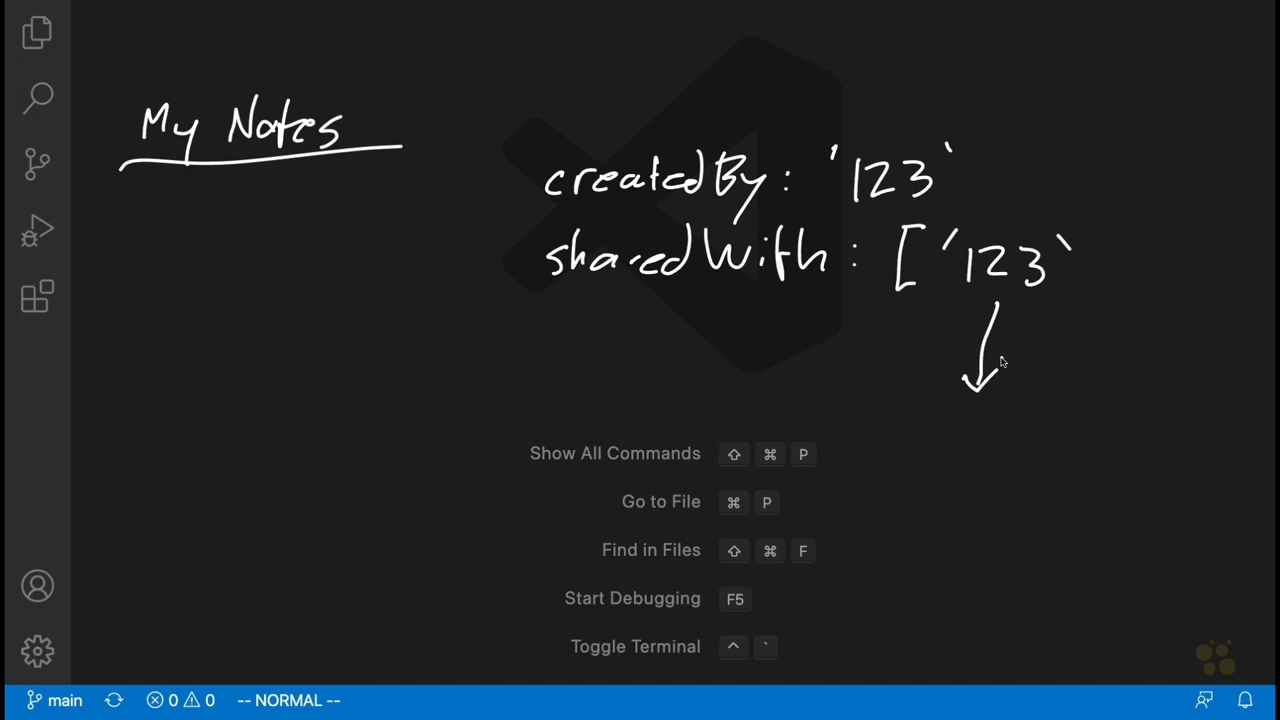 My Notes
createdBy: '123'
sharedWith: ['123'
Show All Commands ⇧ ⌘ P
Go to File ⌘ P
Find in Files ⇧ ⌘ F
Start Debugging F5
Toggle Terminal ^ `
main 0 0 -- NORMAL --